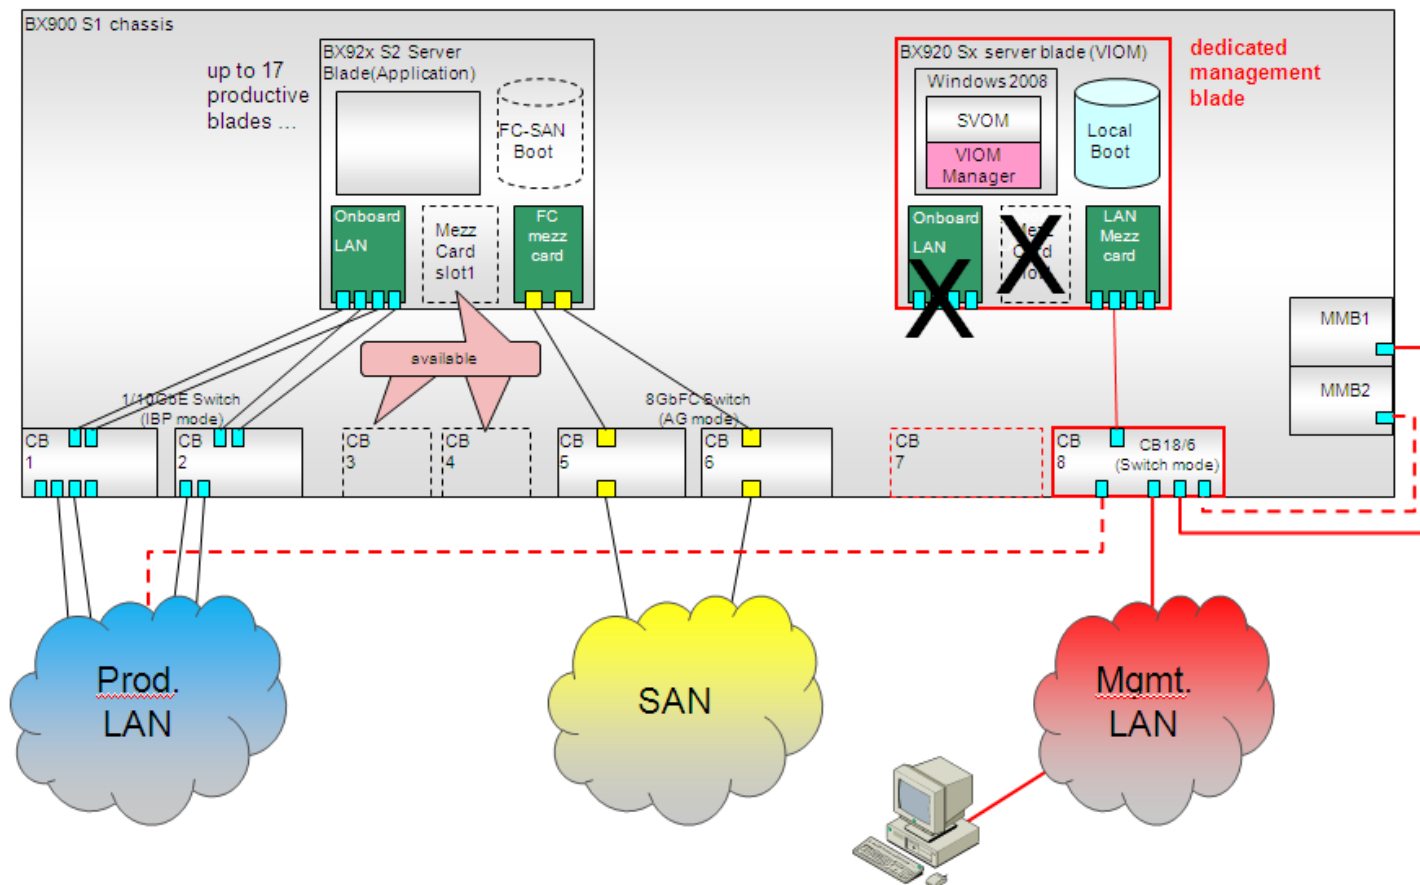 BX900 S1 chassis
up to 17
productive
blades ...
BX92x S2 Server
Blade(Application)
FC-SAN
Boot
Onboard
LAN
Mezz
Card
slot1
FC
mezz
card
BX920 Sx server blade (VIOM)
Windows2008
SVOM
VIOM
Manager
Local
Boot
Onboard
LAN
Mezz
Card
LAN
Mezz
card
dedicated
management
blade
MMB1
MMB2
available
1/10GbE Switch
(IBP mode)
8GbFC Switch
(AG mode)
CB
1
CB
2
CB
3
CB
4
CB
5
CB
6
CB
7
CB
8
CB18/6
(Switch mode)
Prod.
LAN
SAN
Mgmt.
LAN